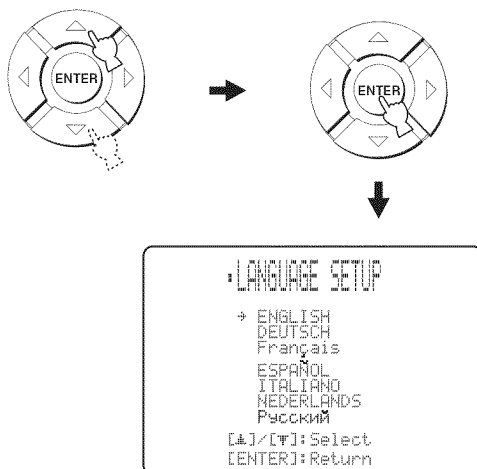 ENTER
ENTER
LANGUAGE SETUP
ENGLISH
DEUTSCH
Français
ESPAÑOL
ITALIANO
NEDERLANDS
Русский
[▲]/[▼]:Select
[ENTER]:Return